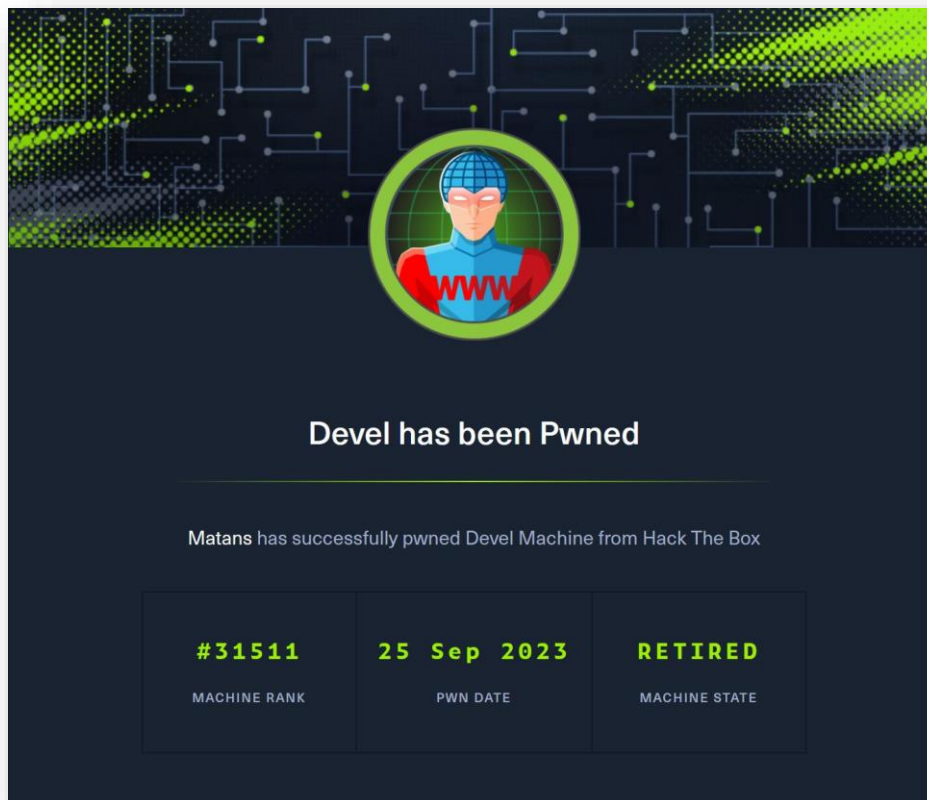 WWW
Devel has been Pwned
Matans has successfully pwned Devel Machine from Hack The Box
#31511 25 Sep 2023 RETIRED
MACHINE RANK PWN DATE MACHINE STATE